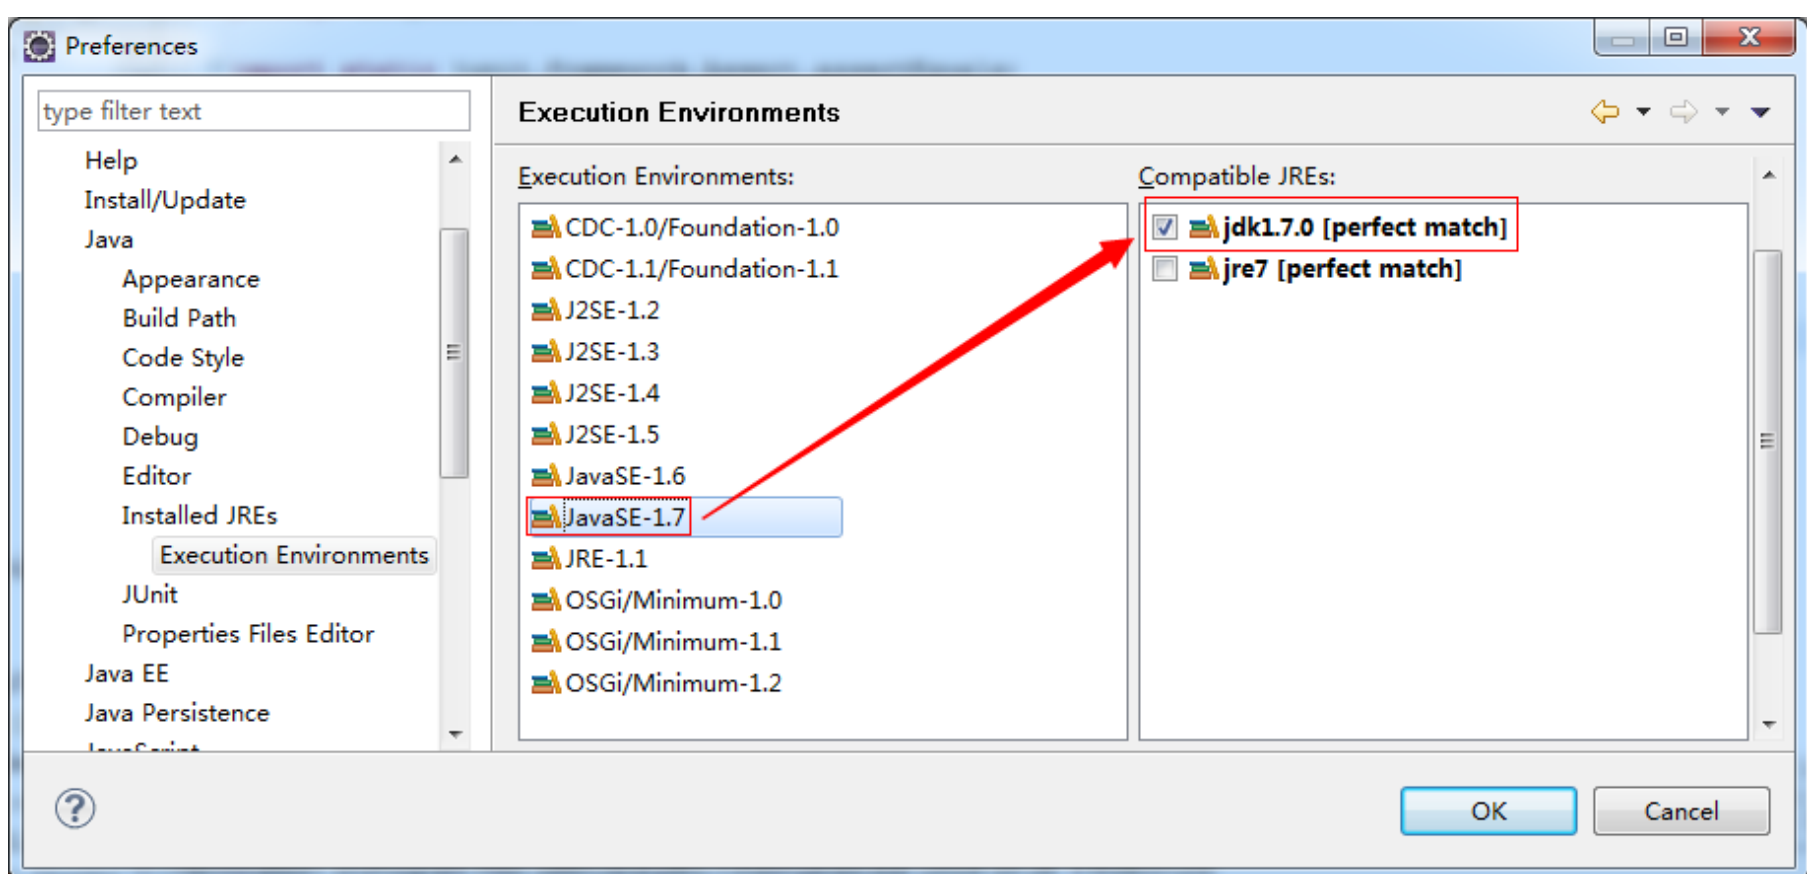 Preferences
type filter text
Help
Install/Update
Java
Appearance
Build Path
Code Style
Compiler
Debug
Editor
Installed JREs
Execution Environments
JUnit
Properties Files Editor
Java EE
Java Persistence
JavaScript
Execution Environments
Execution Environments:
CDC-1.0/Foundation-1.0
CDC-1.1/Foundation-1.1
J2SE-1.2
J2SE-1.3
J2SE-1.4
J2SE-1.5
JavaSE-1.6
JavaSE-1.7
JRE-1.1
OSGi/Minimum-1.0
OSGi/Minimum-1.1
OSGi/Minimum-1.2
Compatible JREs:
jdk1.7.0 [perfect match]
jre7 [perfect match]
OK
Cancel